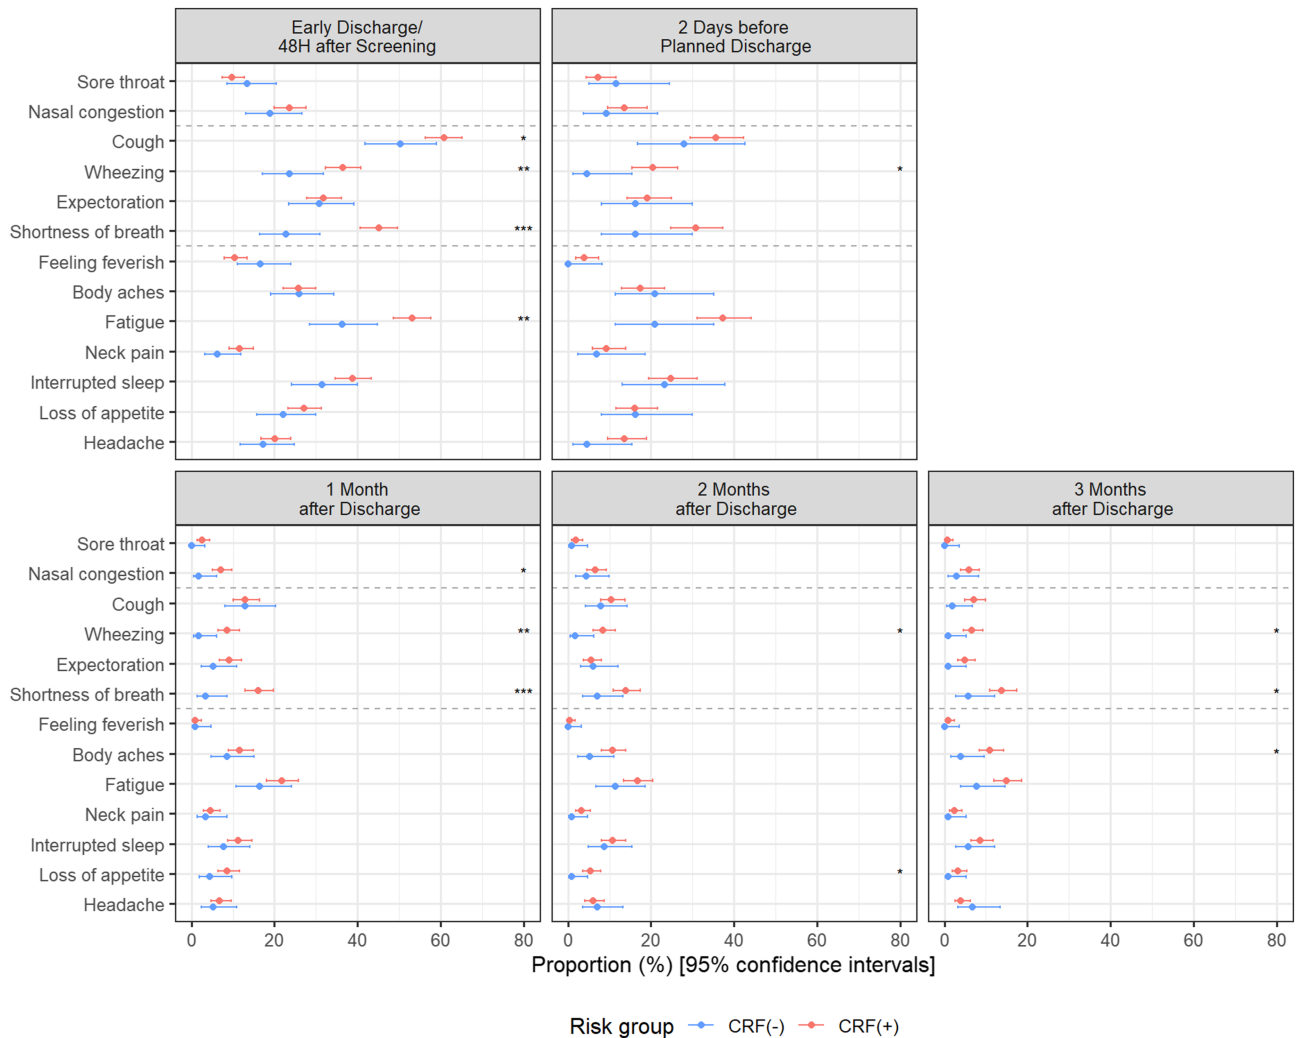 Early Discharge/
48H after Screening
2 Days before
Planned Discharge
Sore throat
Nasal congestion
Cough
*
Wheezing
**
*
Expectoration
Shortness of breath
***
Feeling feverish
Body aches
Fatigue
**
Neck pain
Interrupted sleep
Loss of appetite
Headache
1 Month
after Discharge
2 Months
after Discharge
3 Months
after Discharge
Sore throat
Nasal congestion
*
Cough
Wheezing
**
*
*
Expectoration
Shortness of breath
***
*
Feeling feverish
Body aches
*
Fatigue
Neck pain
Interrupted sleep
Loss of appetite
*
Headache
0 20 40 60 80
0 20 40 60 80
0 20 40 60 80
Proportion (%) [95% confidence intervals]
Risk group CRF(-) CRF(+)